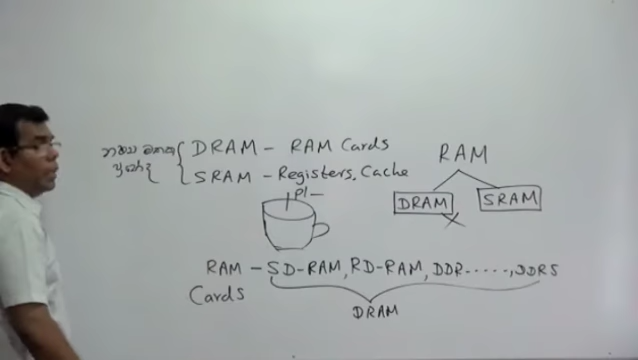 DRAM - RAM Cards
SRAM - Registers, Cache
RAM
DRAM
SRAM
RAM - SD-RAM, RD-RAM, DDR ....., DDR5
Cards
DRAM